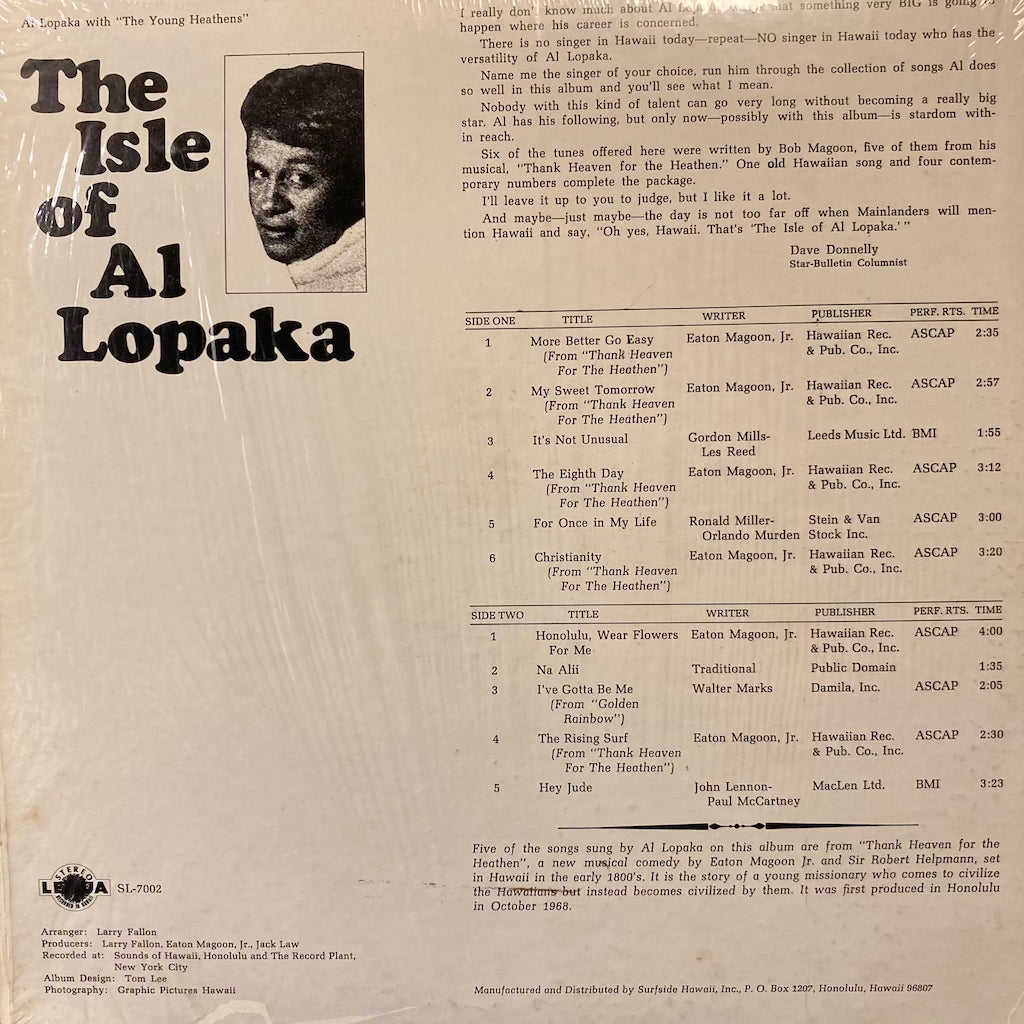 Al Lopaka with "The Young Heathens"
The
Isle
of
Al
Lopaka
I really don't know much about Al that something very BIG is going to
happen where his career is concerned.
There is no singer in Hawaii today—repeat—NO singer in Hawaii today who has the
versatility of Al Lopaka.
Name me the singer of your choice, run him through the collection of songs Al does
so well in this album and you'll see what I mean.
Nobody with this kind of talent can go very long without becoming a really big
star. Al has his following, but only now—possibly with this album—is stardom with-
in reach.
Six of the tunes offered here were written by Bob Magoon, five of them from his
musical, "Thank Heaven for the Heathen." One old Hawaiian song and four contem-
porary numbers complete the package.
I'll leave it up to you to judge, but I like it a lot.
And maybe—just maybe—the day is not too far off when Mainlanders will men-
tion Hawaii and say, "Oh yes, Hawaii. That's 'The Isle of Al Lopaka.' "
Dave Donnelly
Star-Bulletin Columnist
SIDE ONE TITLE WRITER PUBLISHER PERF. RTS. TIME
1 More Better Go Easy Eaton Magoon, Jr. Hawaiian Rec. ASCAP 2:35
(From "Thank Heaven & Pub. Co., Inc.
For The Heathen")
2 My Sweet Tomorrow Eaton Magoon, Jr. Hawaiian Rec. ASCAP 2:57
(From "Thank Heaven & Pub. Co., Inc.
For The Heathen")
3 It's Not Unusual Gordon Mills- Leeds Music Ltd. BMI 1:55
Les Reed
4 The Eighth Day Eaton Magoon, Jr. Hawaiian Rec. ASCAP 3:12
(From "Thank Heaven & Pub. Co., Inc.
For The Heathen")
5 For Once in My Life Ronald Miller- Stein & Van ASCAP 3:00
Orlando Murden Stock Inc.
6 Christianity Eaton Magoon, Jr. Hawaiian Rec. ASCAP 3:20
(From "Thank Heaven & Pub. Co., Inc.
For The Heathen")
SIDE TWO TITLE WRITER PUBLISHER PERF. RTS. TIME
1 Honolulu, Wear Flowers Eaton Magoon, Jr. Hawaiian Rec. ASCAP 4:00
For Me & Pub. Co., Inc.
2 Na Alii Traditional Public Domain 1:35
3 I've Gotta Be Me Walter Marks Damila, Inc. ASCAP 2:05
(From "Golden
Rainbow")
4 The Rising Surf Eaton Magoon, Jr. Hawaiian Rec. ASCAP 2:30
(From "Thank Heaven & Pub. Co., Inc.
For The Heathen")
5 Hey Jude John Lennon- MacLen Ltd. BMI 3:23
Paul McCartney
Five of the songs sung by Al Lopaka on this album are from "Thank Heaven for the
Heathen", a new musical comedy by Eaton Magoon Jr. and Sir Robert Helpmann, set
in Hawaii in the early 1800's. It is the story of a young missionary who comes to civilize
the Hawaiians but instead becomes civilized by them. It was first produced in Honolulu
in October 1968.
STEREO
SL-7002
Arranger: Larry Fallon
Producers: Larry Fallon, Eaton Magoon, Jr., Jack Law
Recorded at: Sounds of Hawaii, Honolulu and The Record Plant,
New York City
Album Design: Tom Lee
Photography: Graphic Pictures Hawaii
Manufactured and Distributed by Surfside Hawaii, Inc., P. O. Box 1207, Honolulu, Hawaii 96807